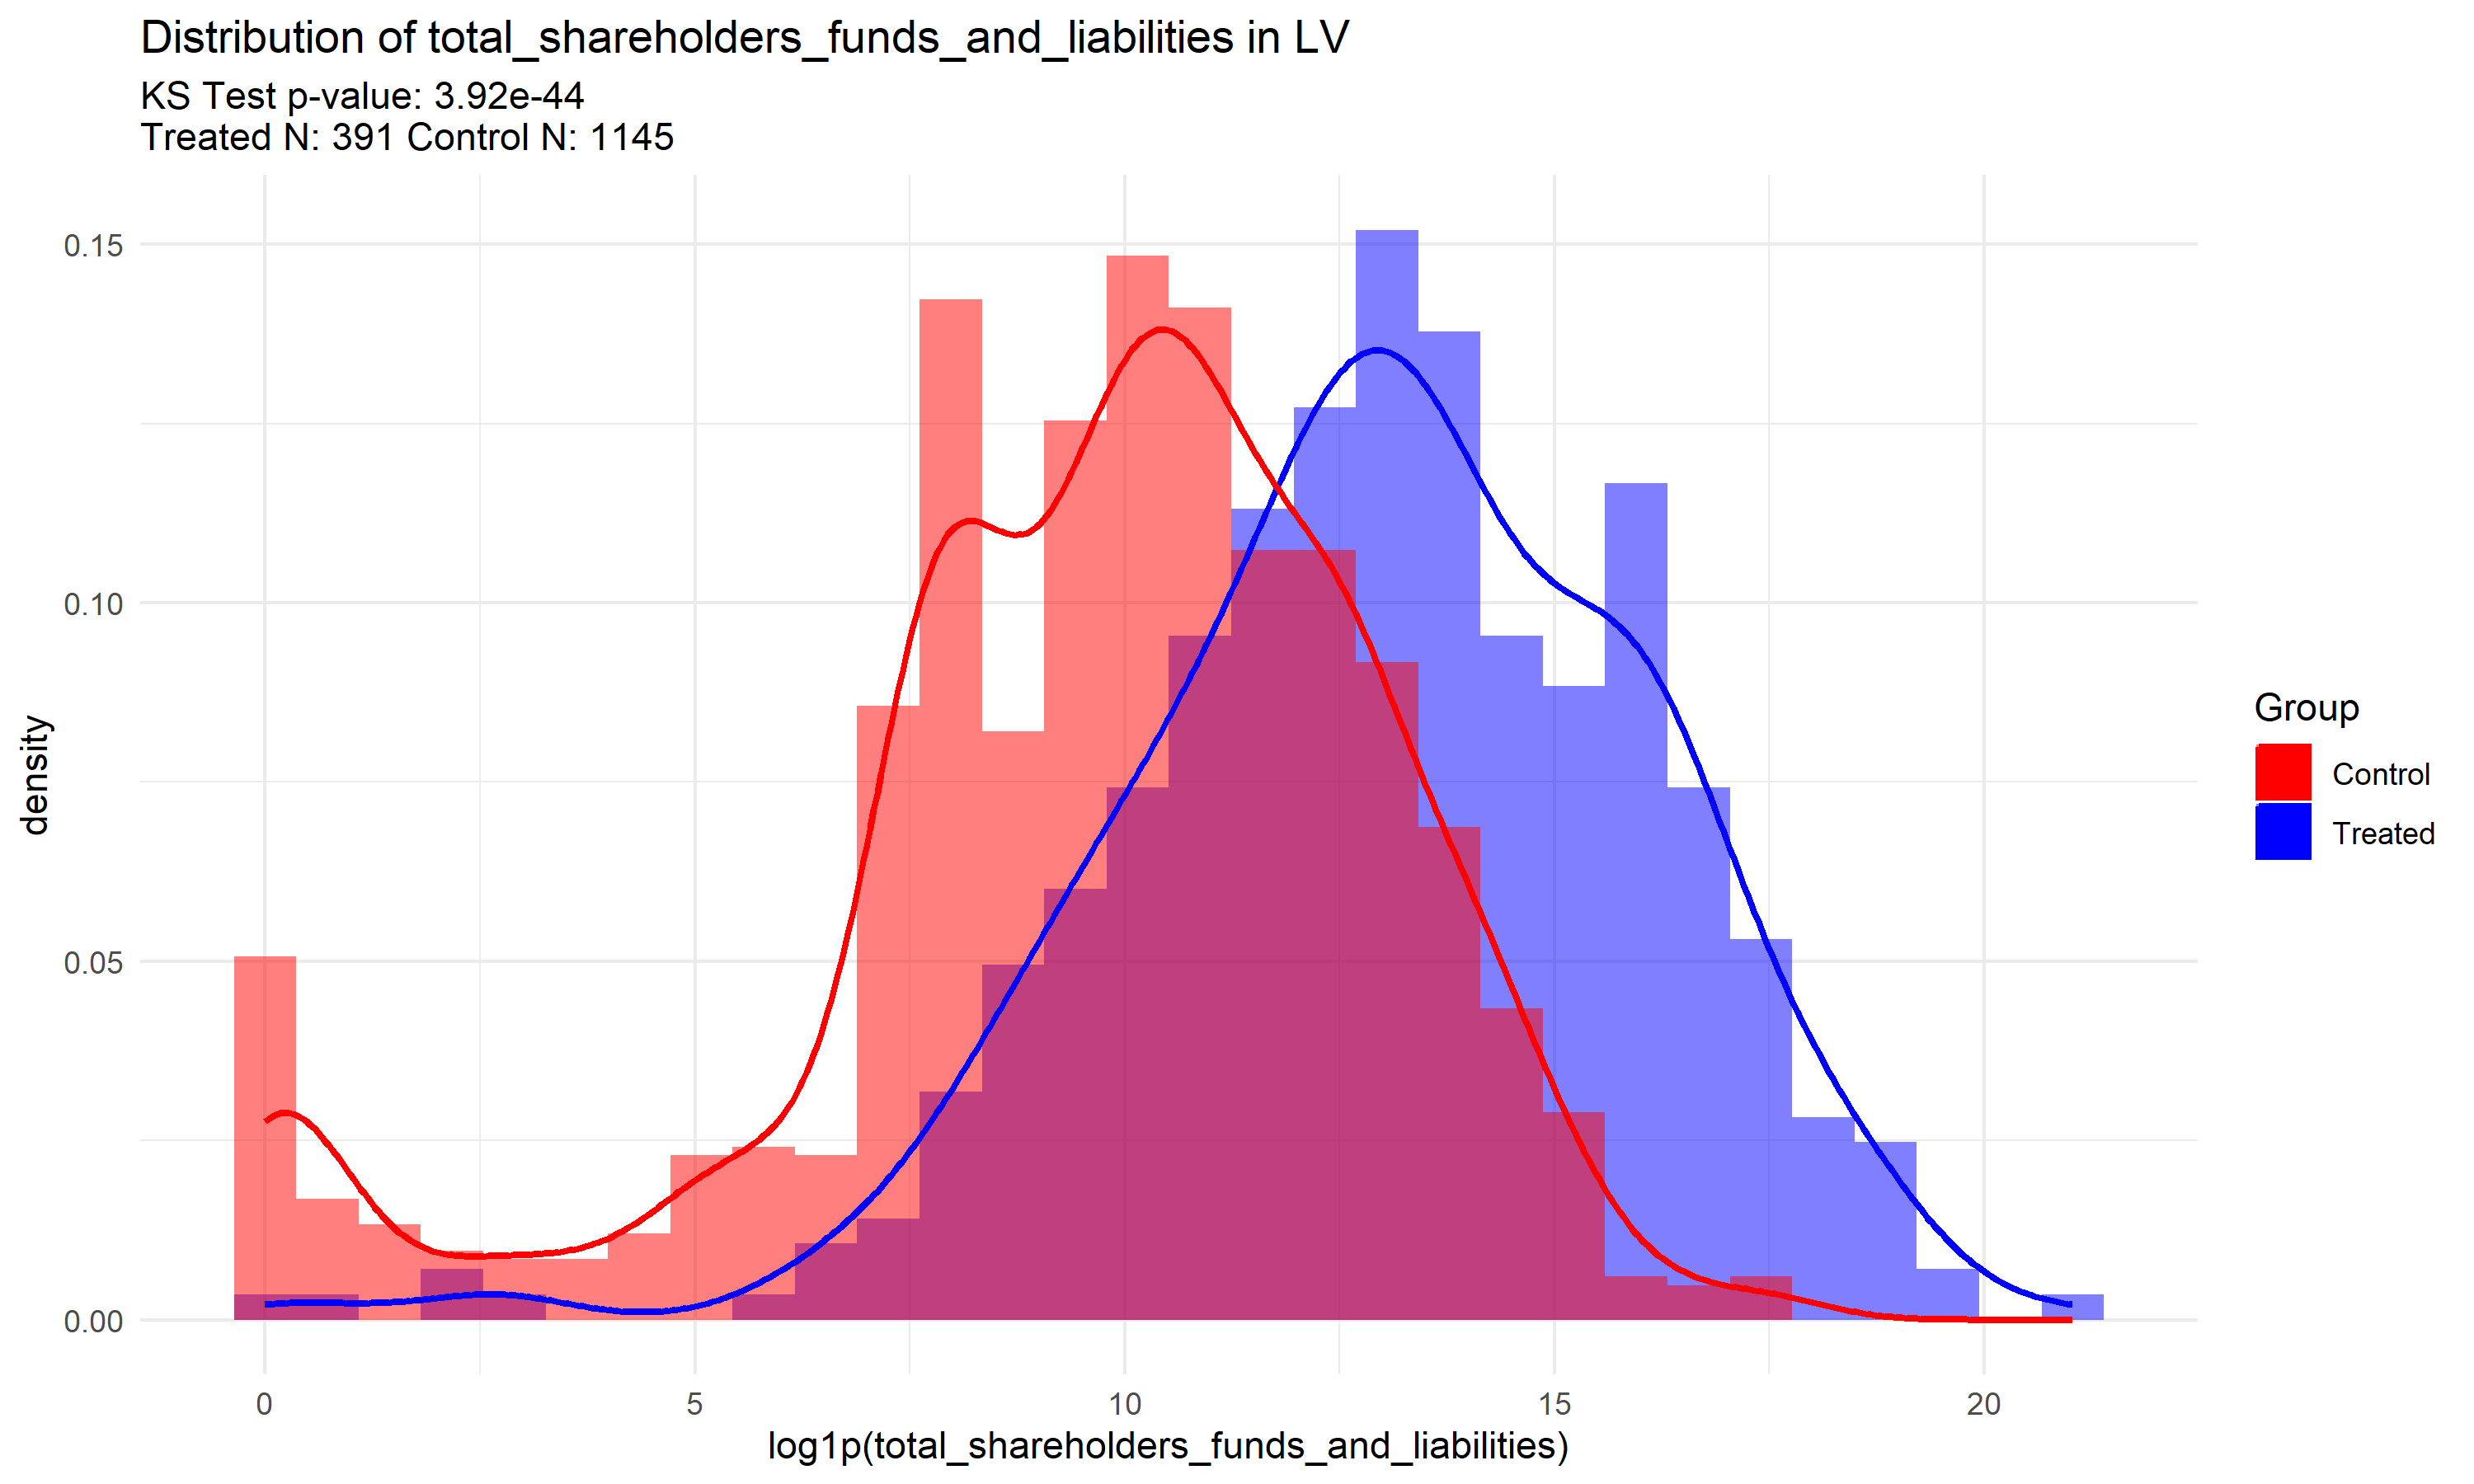 Distribution of total_shareholders_funds_and_liabilities in LV
KS Test p-value: 3.92e-44
Treated N: 391 Control N: 1145
0.15
0.10
0.05
0.00
density
0 5 10 15 20
log1p(total_shareholders_funds_and_liabilities)
Group
Control
Treated